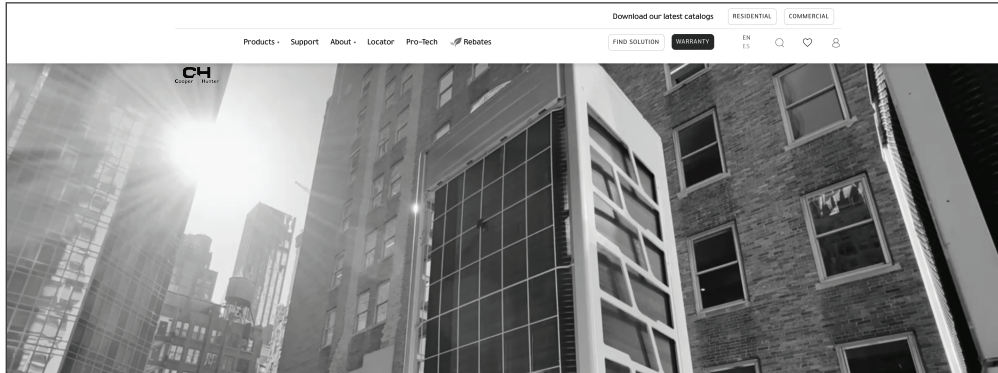 Download our latest catalogs RESIDENTIAL COMMERCIAL
Products Support About Locator Pro-Tech Rebates FIND SOLUTION WARRANTY EN
ES
CH
Cooper Hunter